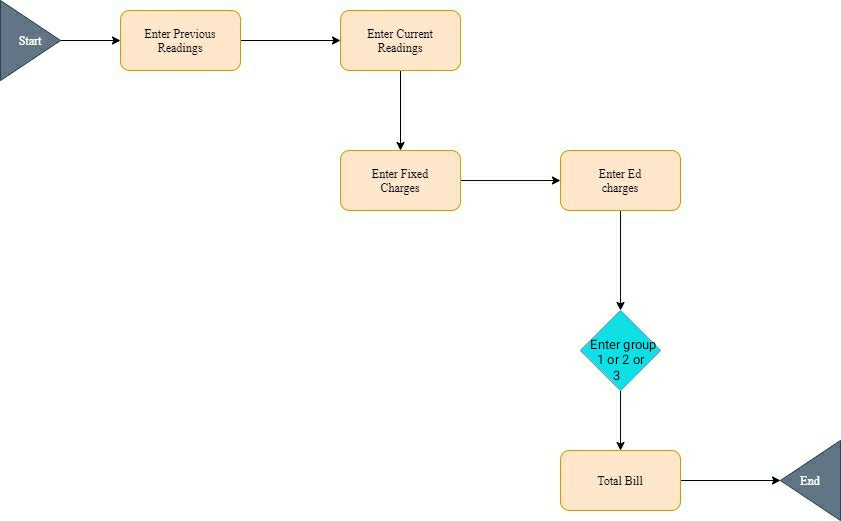 Start
Enter Previous
Readings
Enter Current
Readings
Enter Fixed
Charges
Enter Ed
charges
Enter group
1 or 2 or
3
Total Bill
End